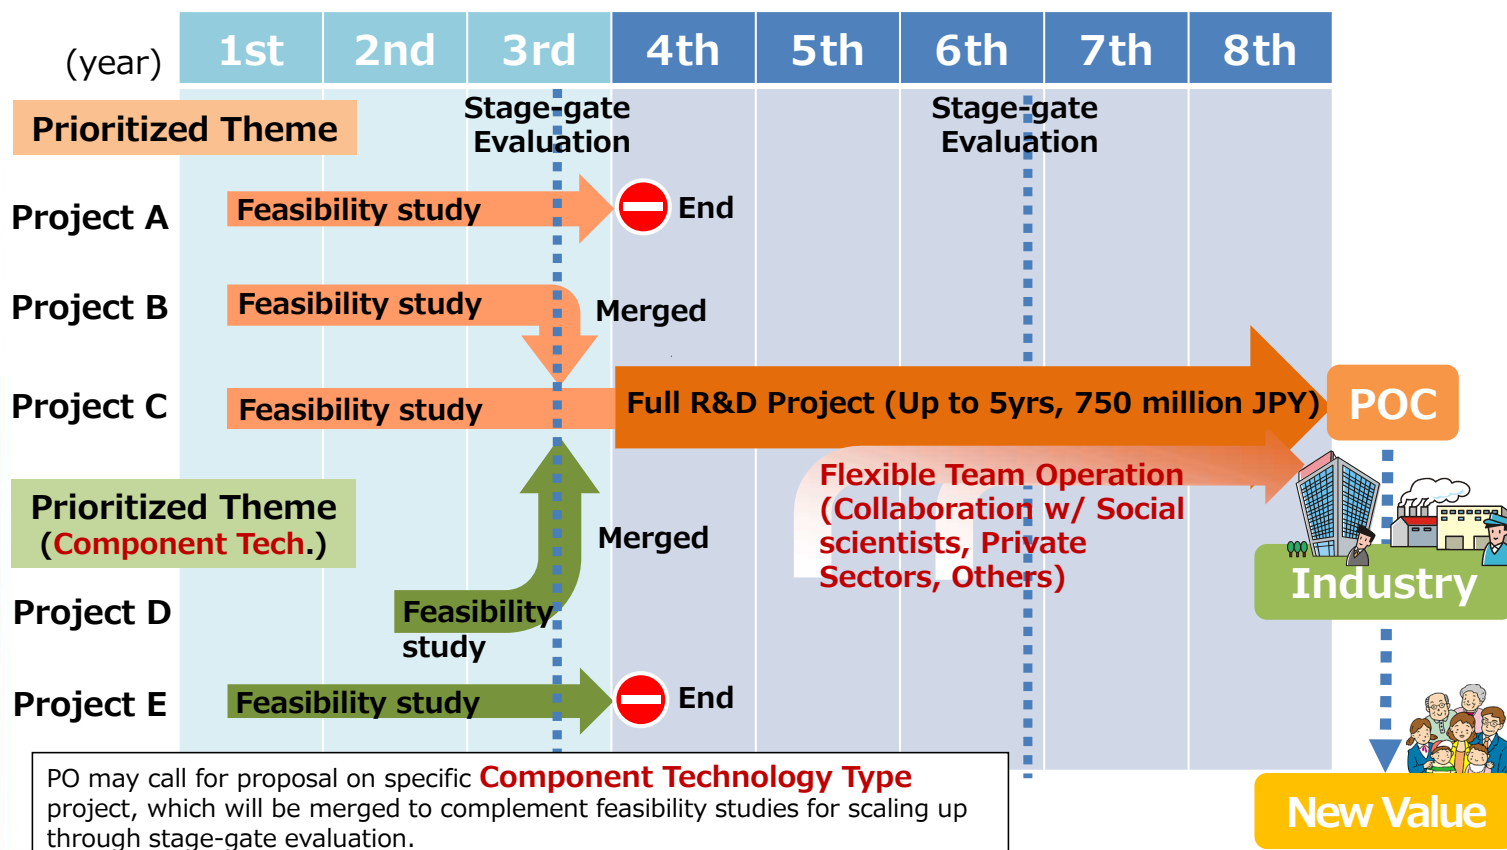 (year) 1st 2nd 3rd 4th 5th 6th 7th 8th
Prioritized Theme
Stage-gate
Evaluation
Stage-gate
Evaluation
Project A
Feasibility study
End
Project B
Feasibility study
Merged
Project C
Feasibility study
Full R&D Project (Up to 5yrs, 750 million JPY)
POC
Flexible Team Operation
(Collaboration w/ Social
scientists, Private
Sectors, Others)
Prioritized Theme
(Component Tech.)
Merged
Industry
Project D
Feasibility
study
Project E
Feasibility study
End
PO may call for proposal on specific Component Technology Type
project, which will be merged to complement feasibility studies for scaling up
through stage-gate evaluation.
New Value